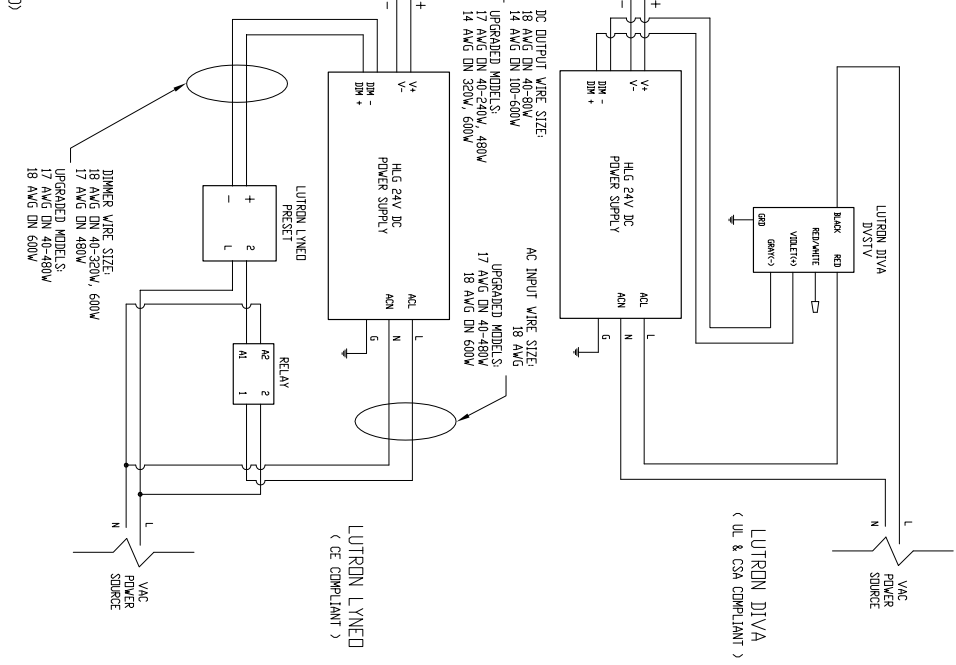 LUTRON DIVA
DVSTV
BLACK
RED
RED/WHITE
VIOLET(+)
GRAY(-)
GRD
+
-
V+
V-
DIM -
DIM +
HLG 24V DC
POWER SUPPLY
ACL
ACN
L
N
G
L
N
VAC
POWER
SOURCE
LUTRON DIVA
( UL & CSA COMPLIANT )
DC OUTPUT WIRE SIZE:
18 AWG ON 40-80W
14 AWG ON 100-600W
UPGRADED MODELS:
17 AWG ON 40-240W, 480W
14 AWG ON 320W, 600W
AC INPUT WIRE SIZE:
18 AWG
UPGRADED MODELS:
17 AWG ON 40-480W
18 AWG ON 600W
+
-
V+
V-
DIM -
DIM +
HLG 24V DC
POWER SUPPLY
ACL
ACN
L
N
G
LUTRON LYNEO
PRESET
+
-
2
L
RELAY
A2
2
A1
1
L
N
VAC
POWER
SOURCE
LUTRON LYNEO
( CE COMPLIANT )
DIMMER WIRE SIZE:
18 AWG ON 40-320W, 600W
17 AWG ON 480W
UPGRADED MODELS:
17 AWG ON 40-480W
18 AWG ON 600W